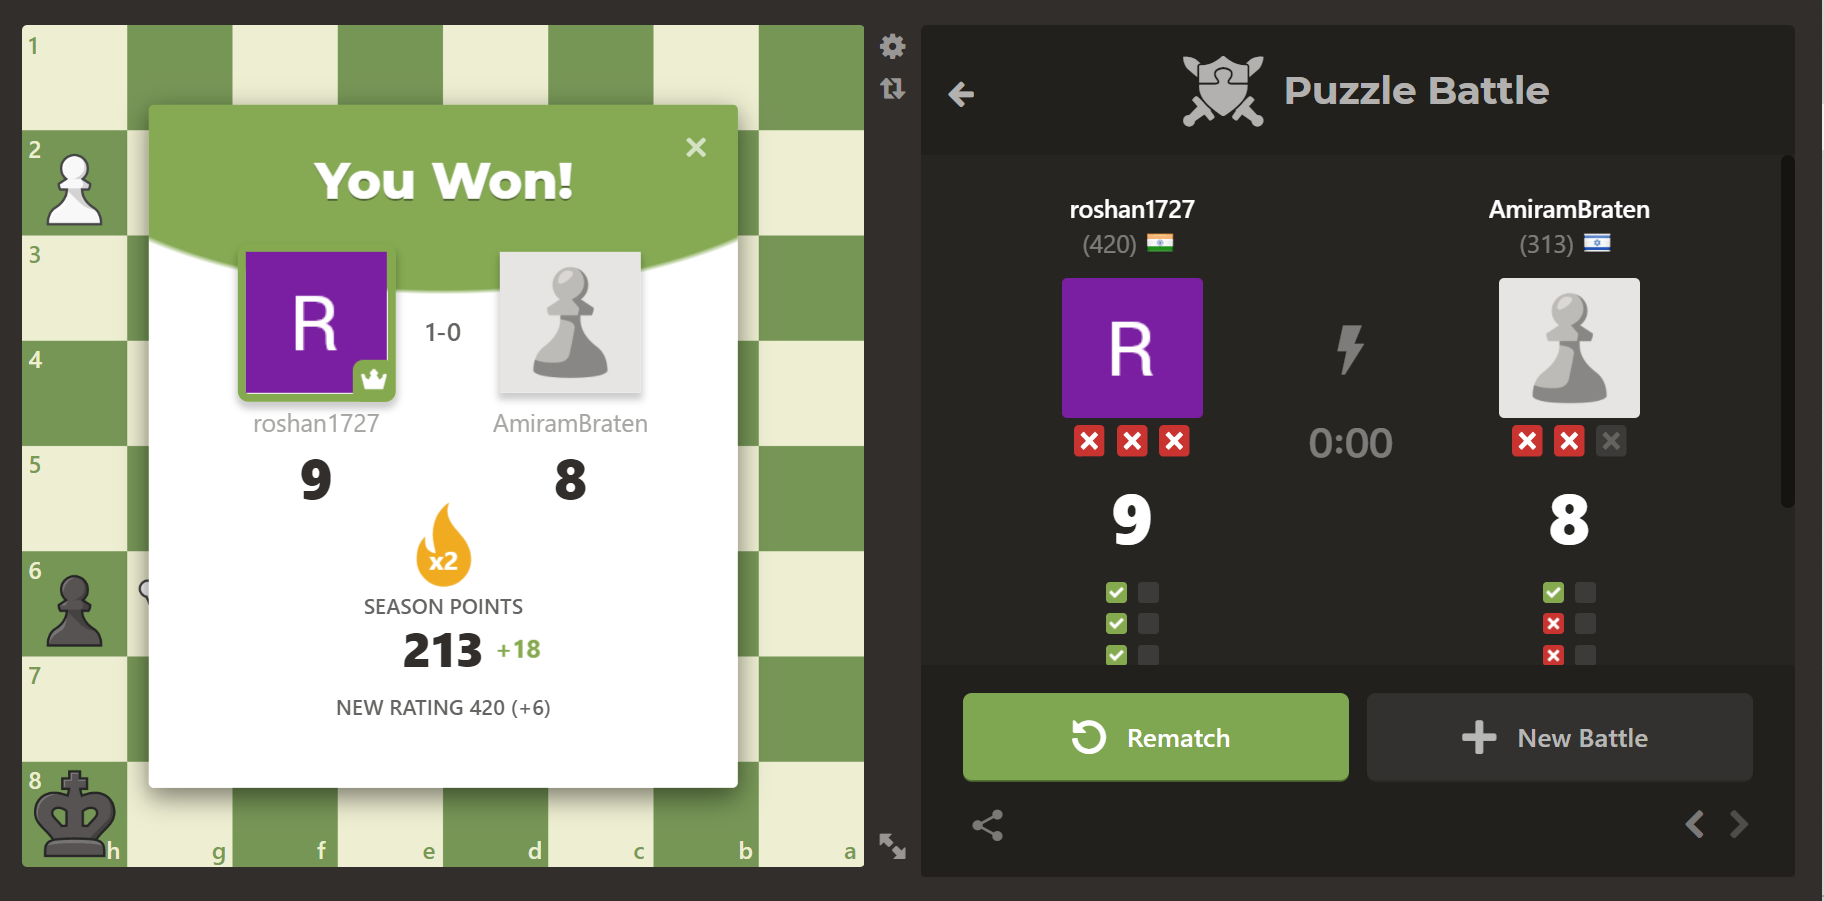 1
2
3
4
5
6
7
8
h
g
f
e
d
c
b
a
You Won!
R
1-0
roshan1727
AmiramBraten
9
8
x2
SEASON POINTS
213 +18
NEW RATING 420 (+6)
Puzzle Battle
roshan1727
(420)
AmiramBraten
(313)
R
0:00
9
8
Rematch
New Battle